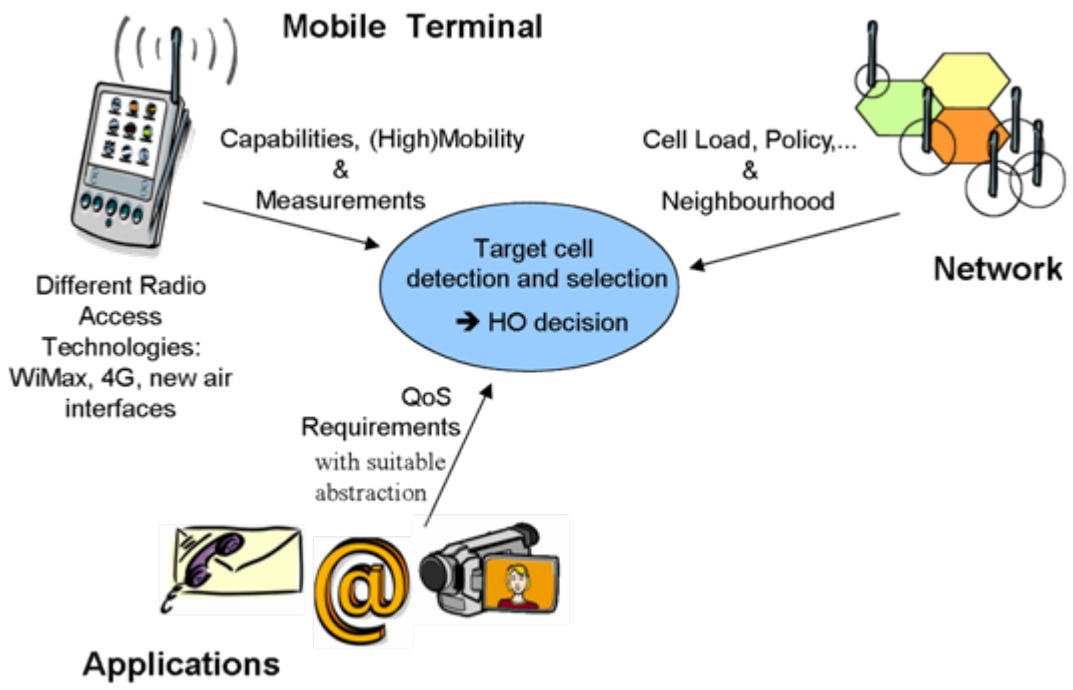 Mobile Terminal
Capabilities, (High)Mobility
&
Measurements
Cell Load, Policy,...
&
Neighbourhood
Network
Target cell
detection and selection
➔ HO decision
Different Radio
Access
Technologies:
WiMax, 4G, new air
interfaces
QoS
Requirements
with suitable
abstraction
@
Applications